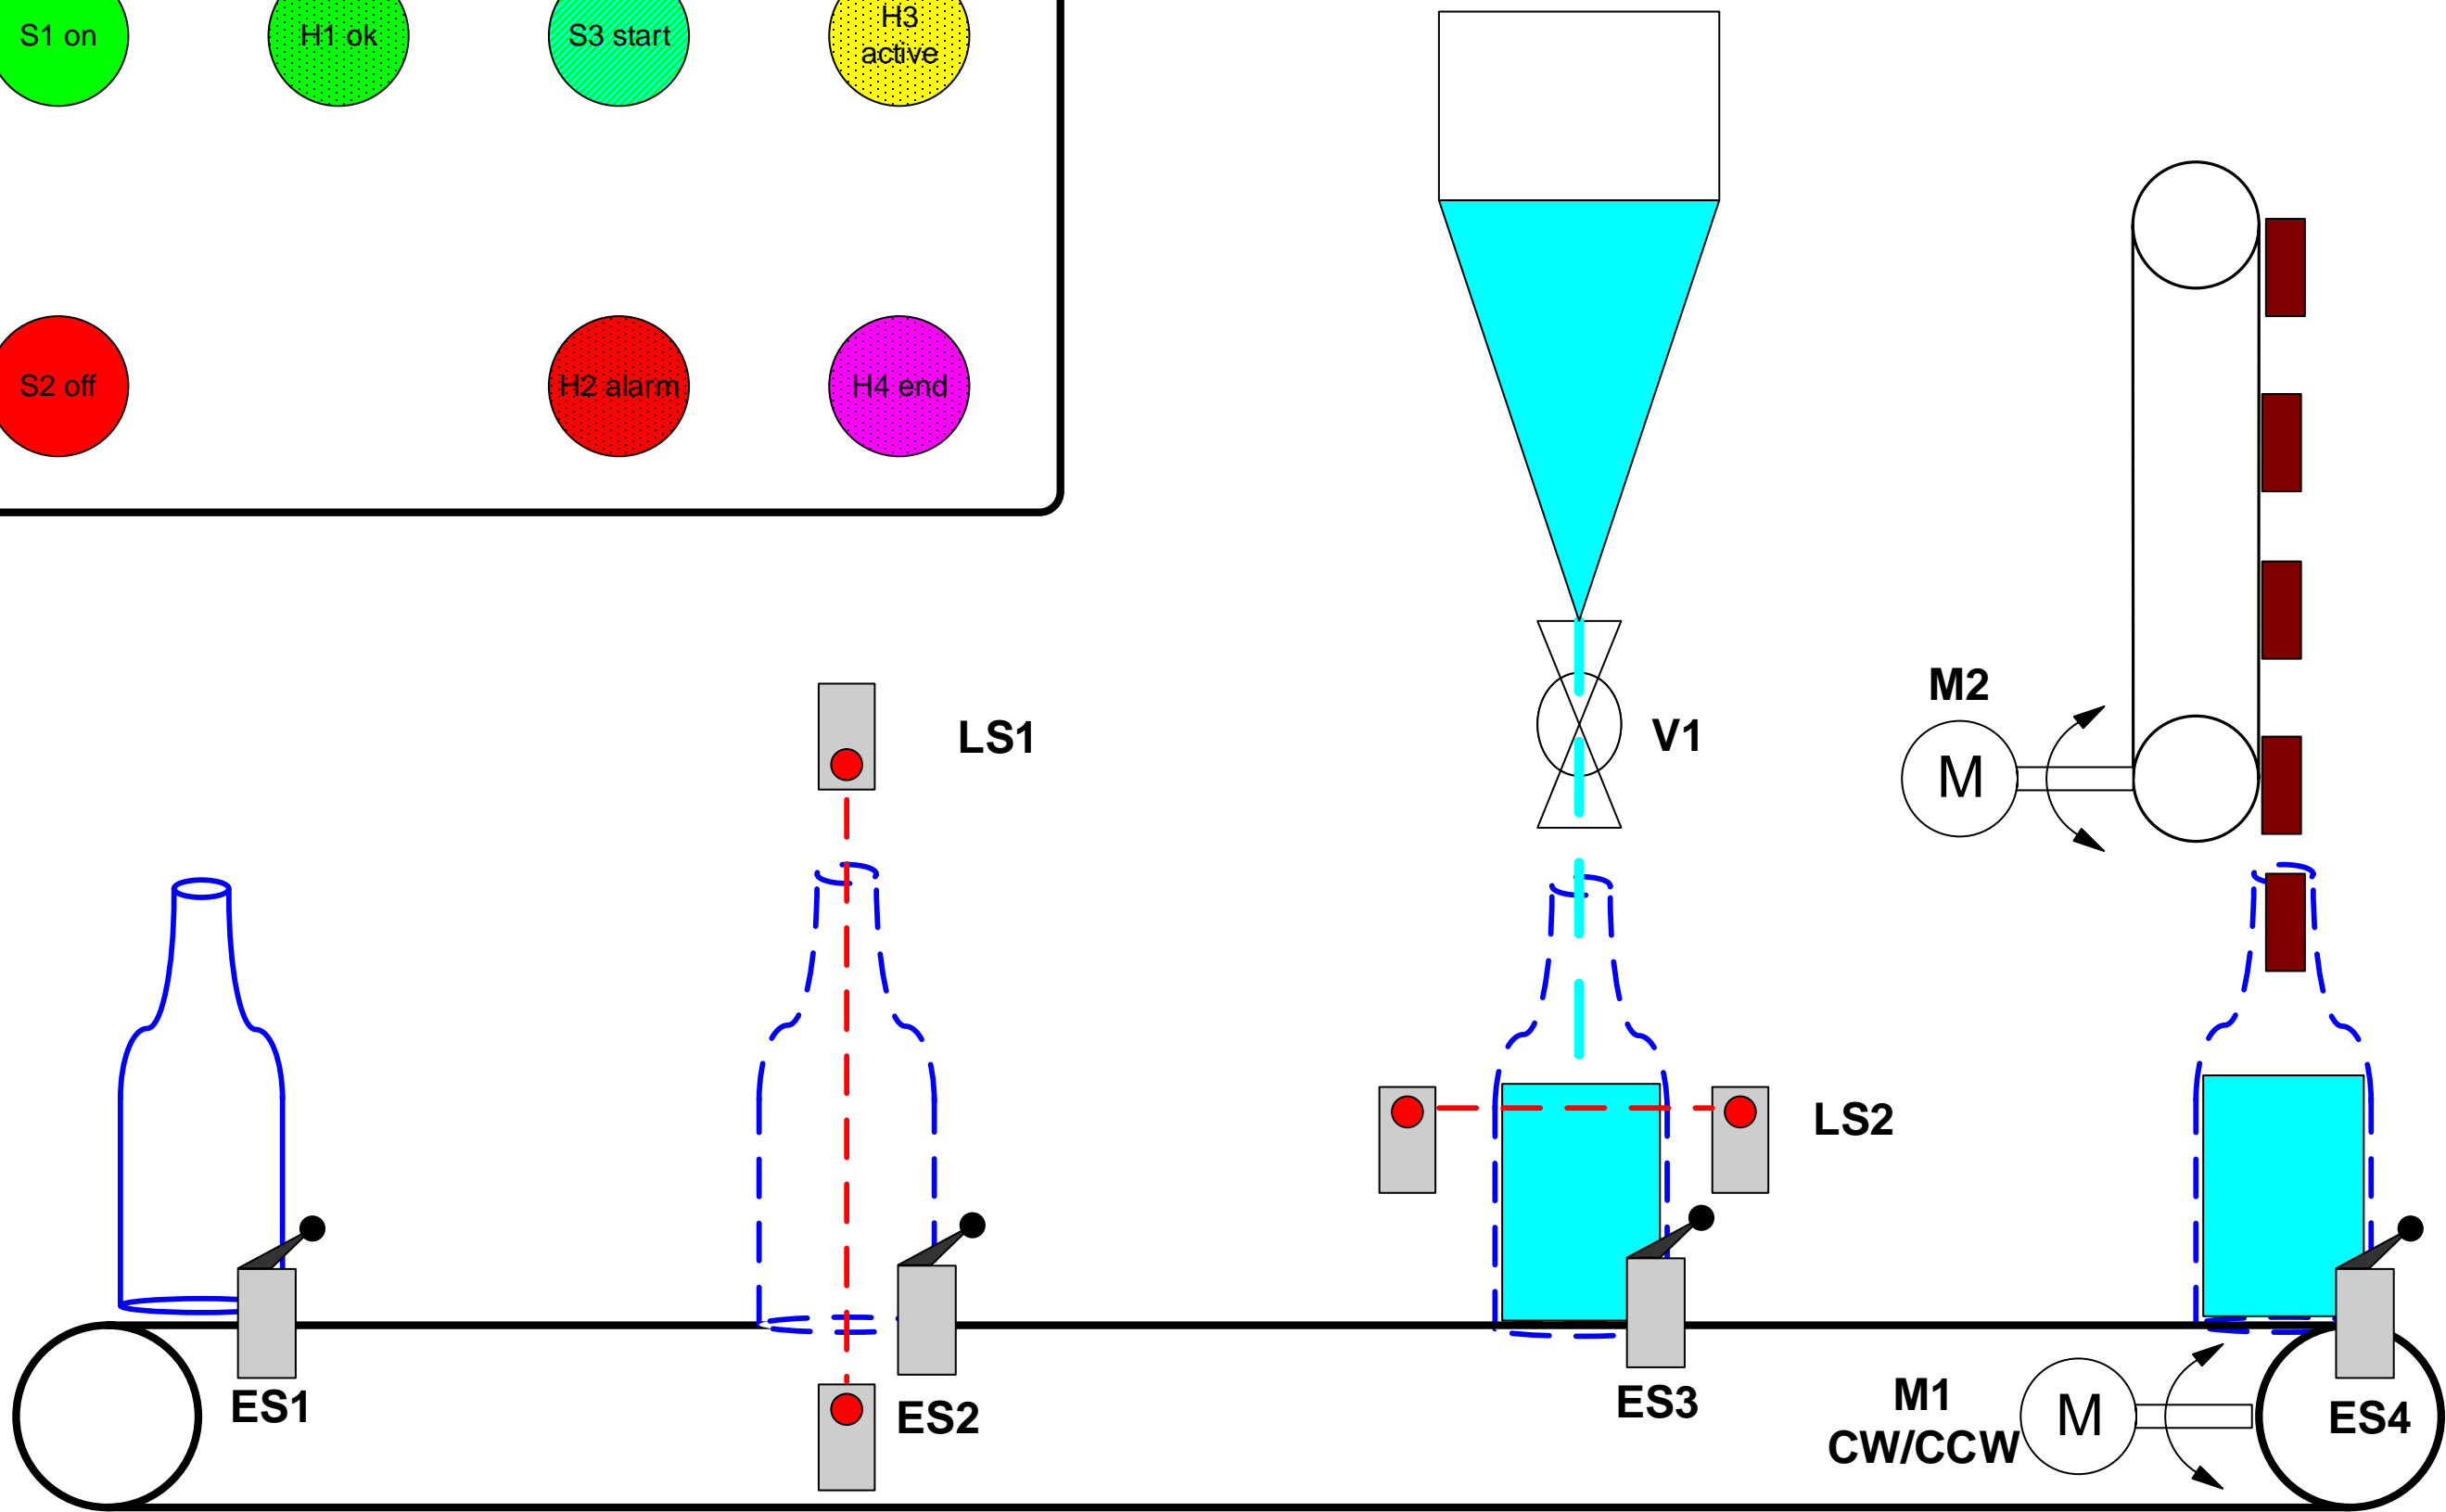 S1 on
H1 ok
S3 start
H3
active
S2 off
H2 alarm
H4 end
M2
LS1
V1
M
LS2
ES1
ES2
ES3
M1
CW/CCW
M
ES4